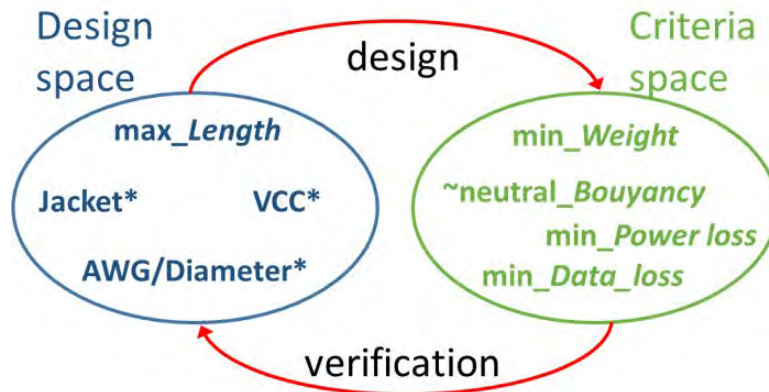 Design
space
design
Criteria
space
max_Length
Jacket*
VCC*
AWG/Diameter*
min_Weight
~neutral_Bouyancy
min_Power loss
min_Data_loss
verification